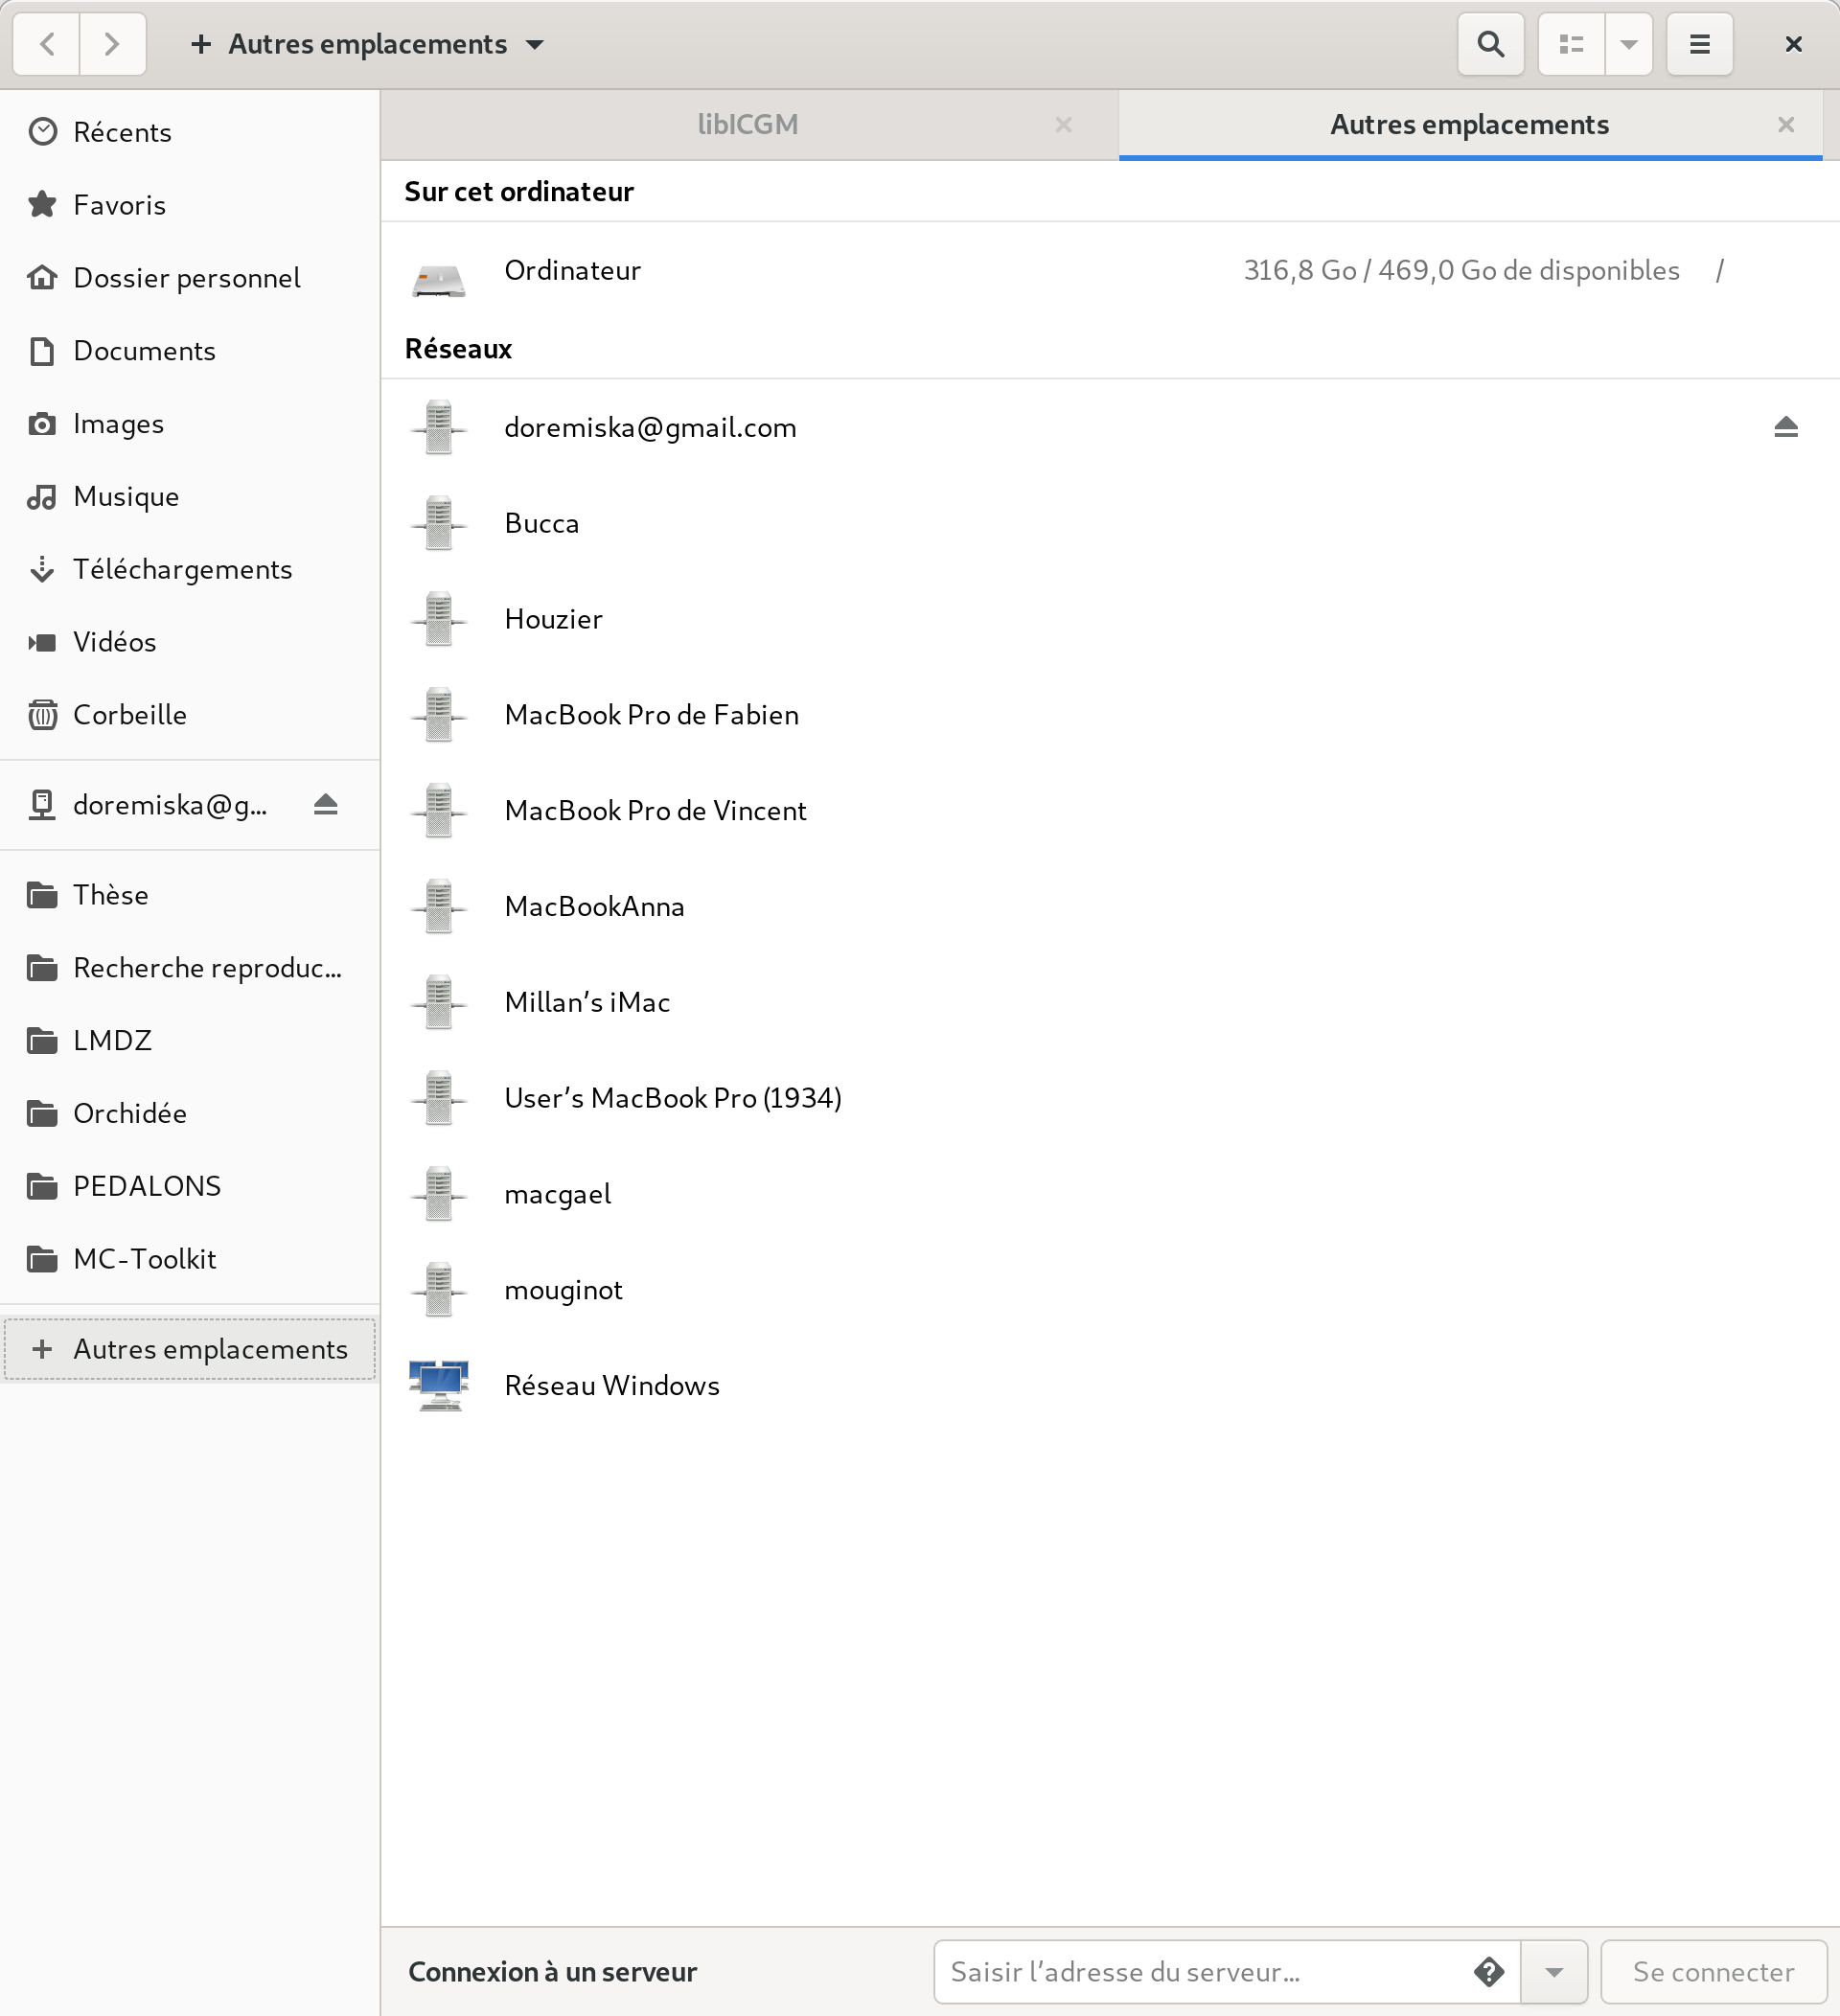 Autres emplacements
Récents
Favoris
Dossier personnel
Documents
Images
Musique
Téléchargements
Vidéos
Corbeille
doremiska@g...
Thèse
Recherche reproduc...
LMDZ
Orchidée
PEDALONS
MC-Toolkit
Autres emplacements
libICGM
Autres emplacements
Sur cet ordinateur
Ordinateur 316,8 Go / 469,0 Go de disponibles /
Réseaux
doremiska@gmail.com
Bucca
Houzier
MacBook Pro de Fabien
MacBook Pro de Vincent
MacBookAnna
Millan’s iMac
User’s MacBook Pro (1934)
macgael
mouginot
Réseau Windows
Connexion à un serveur
Saisir l’adresse du serveur…
Se connecter